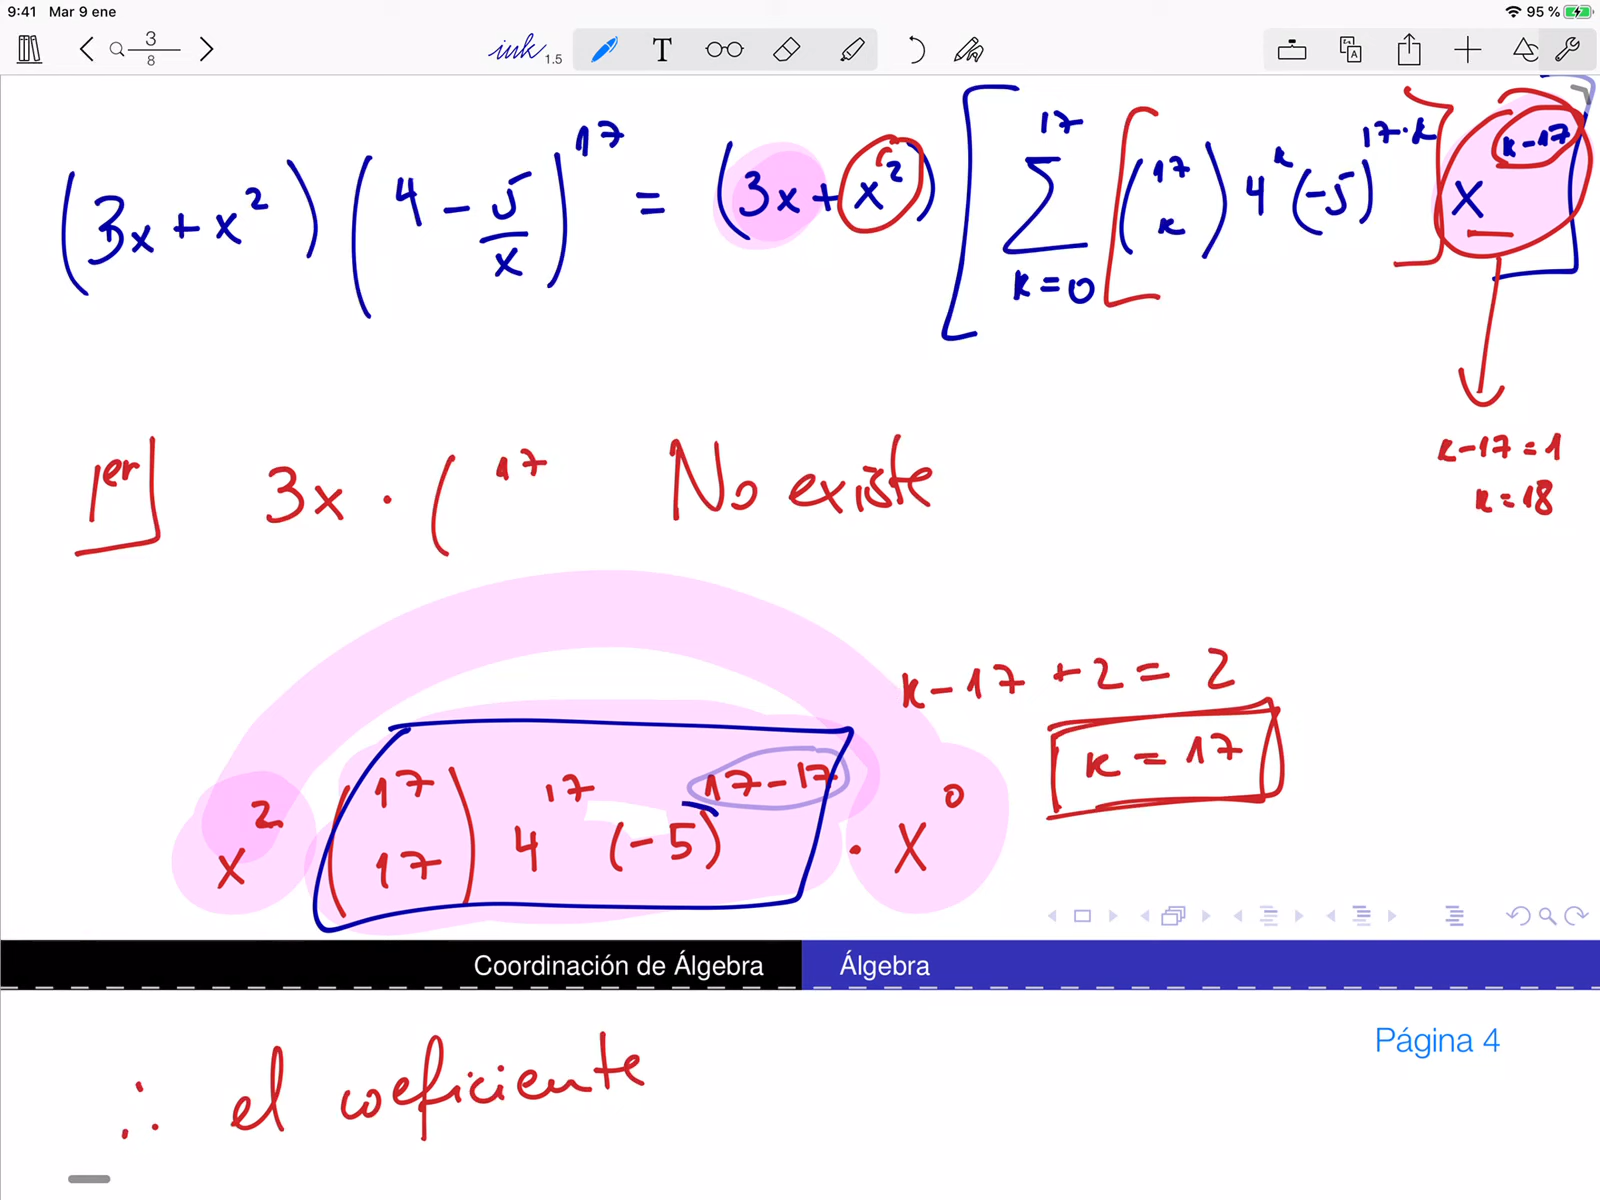 9:41 Mar 9 ene 95 %
3
8
ink 1.5
T
(3x + x²) (4 - 5/x)^17 = (3x + x²) [ ∑_{k=0}^{17} [ (17 k) 4^k (-5)^{17-k} ] x^{k-17} ]
k-17=1
k=18
1er 3x · ( 17 No existe
k-17+2=2
k=17
x² (17 17) 4^17 (-5)^{17-17} · x⁰
Coordinación de Álgebra Álgebra
Página 4
∴ el coeficiente